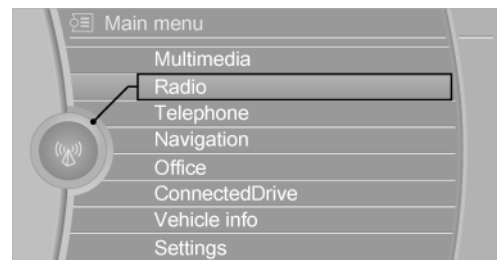 Main menu
Multimedia
Radio
Telephone
Navigation
Office
ConnectedDrive
Vehicle info
Settings